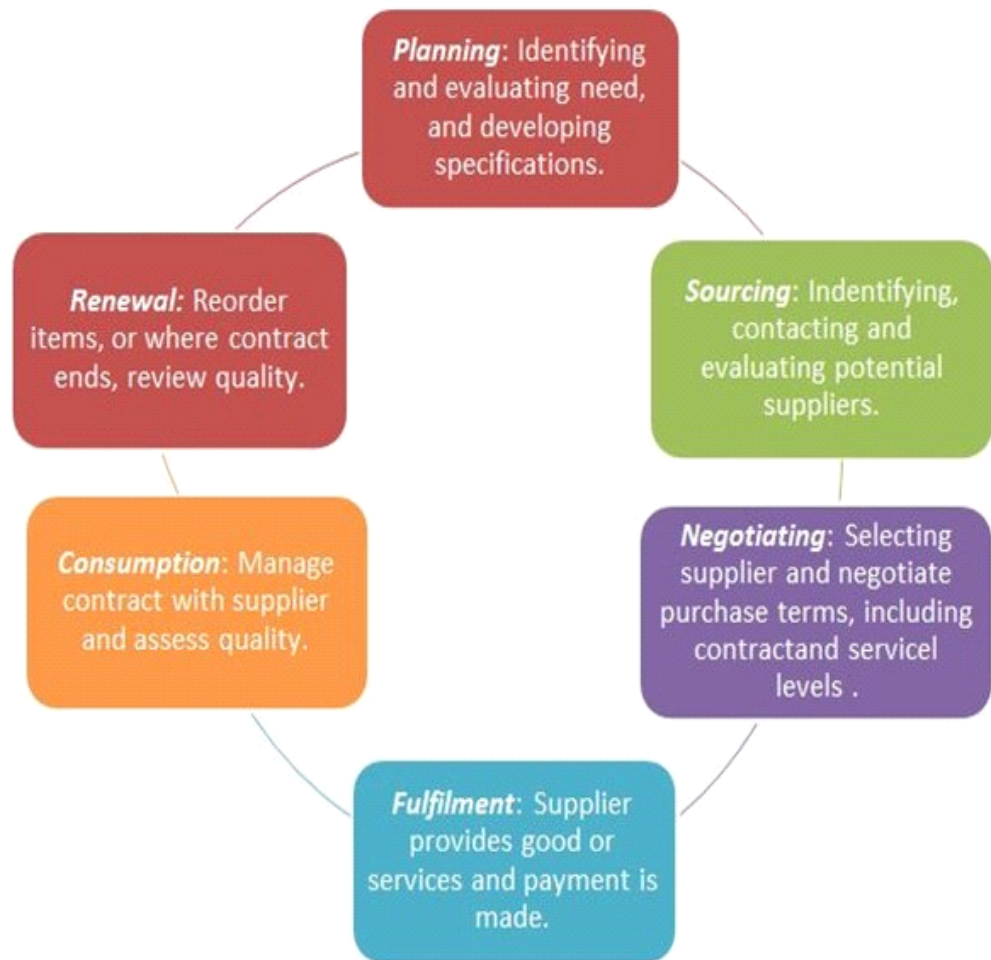 Planning: Identifying
and evaluating need,
and developing
specifications.
Sourcing: Indentifying,
contacting and
evaluating potential
suppliers.
Negotiating: Selecting
supplier and negotiate
purchase terms, including
contractand servicel
levels .
Fulfilment: Supplier
provides good or
services and payment is
made.
Consumption: Manage
contract with supplier
and assess quality.
Renewal: Reorder
items, or where contract
ends, review quality.